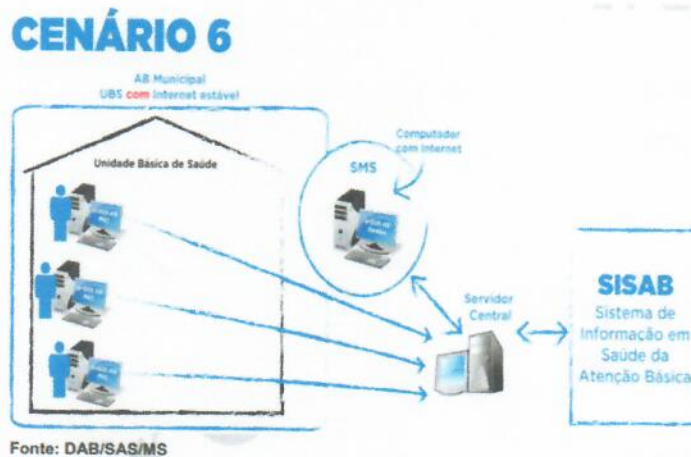 CENÁRIO 6
AB Municipal
UBS com Internet estável
Unidade Básica de Saúde
Computador
com Internet
SMS
Servidor
Central
SISAB
Sistema de
Informação em
Saúde da
Atenção Básica
Fonte: DAB/SAS/MS